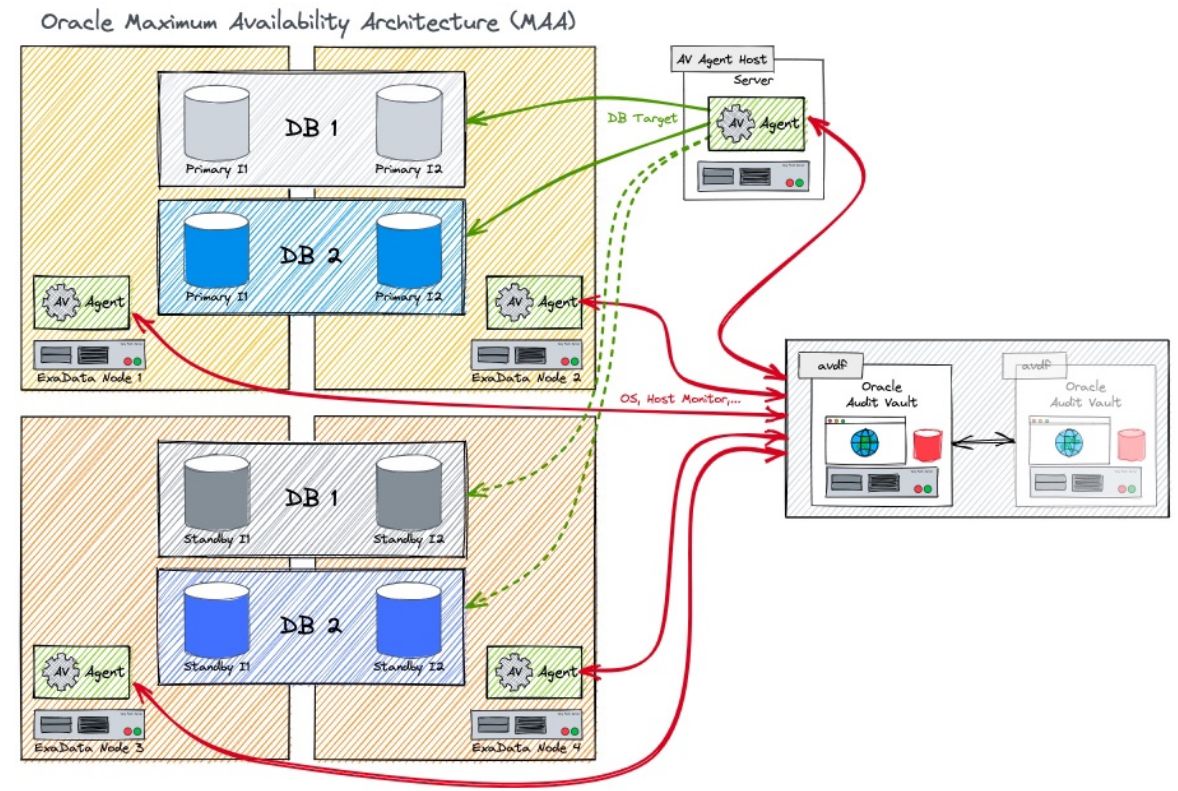 Oracle Maximum Availability Architecture (MAA)
AV Agent Host
Server
AV Agent
DB Target
DB 1
Primary I1
Primary I2
DB 2
Primary I1
Primary I2
AV Agent
AV Agent
ExaData Node 1
ExaData Node 2
OS, Host Monitor,...
avdf
Oracle
Audit Vault
avdf
Oracle
Audit Vault
DB 1
Standby I1
Standby I2
DB 2
Standby I1
Standby I2
AV Agent
AV Agent
ExaData Node 3
ExaData Node 4